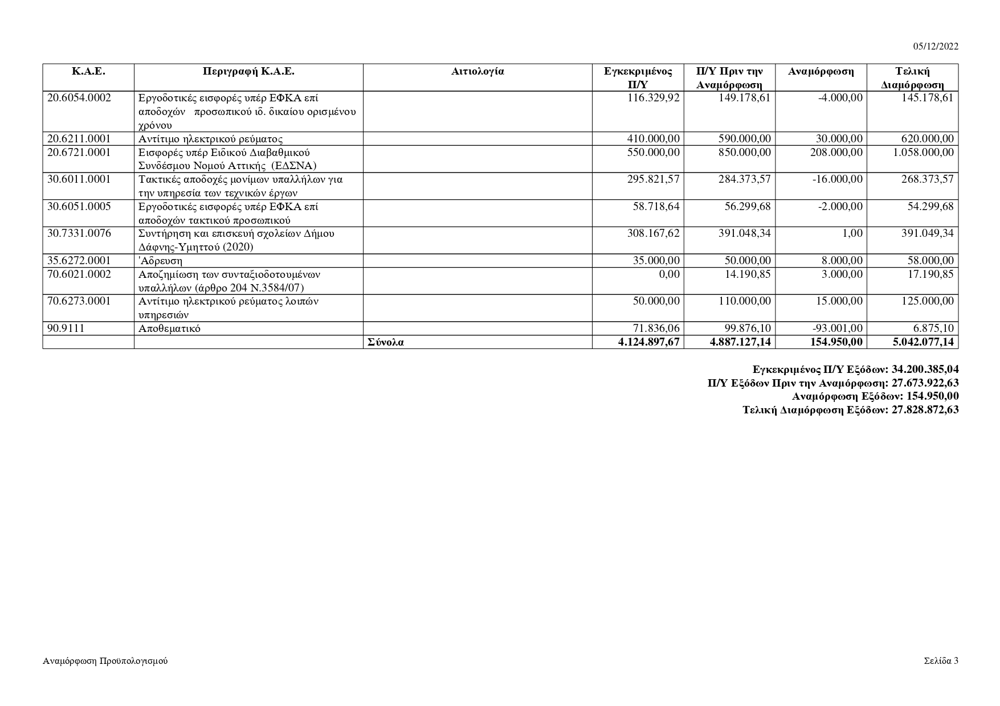 05/12/2022
Κ.Α.Ε. Περιγραφή Κ.Α.Ε. Αιτιολογία Εγκεκριμένος Π/Υ Π/Υ Πριν την Αναμόρφωση Αναμόρφωση Τελική Διαμόρφωση
20.6054.0002 Εργοδοτικές εισφορές υπέρ ΕΦΚΑ επί 116.329,92 149.178,61 -4.000,00 145.178,61
αποδοχών προσωπικού ιδ. δικαίου ορισμένου
χρόνου
20.6211.0001 Αντίτιμο ηλεκτρικού ρεύματος 410.000,00 590.000,00 30.000,00 620.000,00
20.6721.0001 Εισφορές υπέρ Ειδικού Διαβαθμικού 550.000,00 850.000,00 208.000,00 1.058.000,00
Συνδέσμου Νομού Αττικής (ΕΔΣΝΑ)
30.6011.0001 Τακτικές αποδοχές μονίμων υπαλλήλων για 295.821,57 284.373,57 -16.000,00 268.373,57
την υπηρεσία των τεχνικών έργων
30.6051.0005 Εργοδοτικές εισφορές υπέρ ΕΦΚΑ επί 58.718,64 56.299,68 -2.000,00 54.299,68
αποδοχών τακτικού προσωπικού
30.7331.0076 Συντήρηση και επισκευή σχολείων Δήμου 308.167,62 391.048,34 1,00 391.049,34
Δάφνης-Υμηττού (2020)
35.6272.0001 'Αδρευση 35.000,00 50.000,00 8.000,00 58.000,00
70.6021.0002 Αποζημίωση των συνταξιοδοτουμένων 0,00 14.190,85 3.000,00 17.190,85
υπαλλήλων (άρθρο 204 Ν.3584/07)
70.6273.0001 Αντίτιμο ηλεκτρικού ρεύματος λοιπών 50.000,00 110.000,00 15.000,00 125.000,00
υπηρεσιών
90.9111 Αποθεματικό 71.836,06 99.876,10 -93.001,00 6.875,10
Σύνολα 4.124.897,67 4.887.127,14 154.950,00 5.042.077,14
Εγκεκριμένος Π/Υ Εξόδων: 34.200.385,04
Π/Υ Εξόδων Πριν την Αναμόρφωση: 27.673.922,63
Αναμόρφωση Εξόδων: 154.950,00
Τελική Διαμόρφωση Εξόδων: 27.828.872,63
Αναμόρφωση Προϋπολογισμού Σελίδα 3